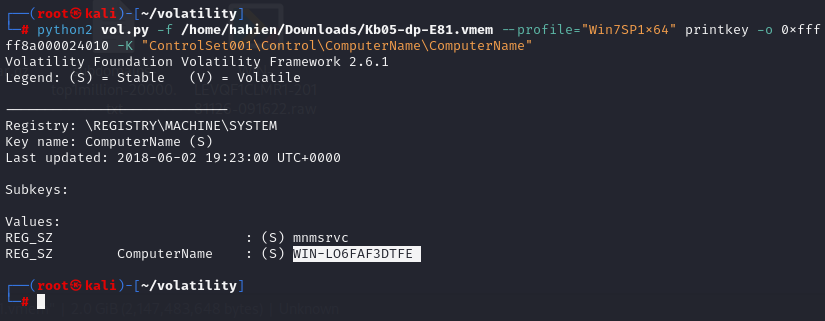 ┌──(root㉿kali)-[~/volatility]
└─# python2 vol.py -f /home/hahien/Downloads/Kb05-dp-E81.vmem --profile="Win7SP1×64" printkey -o 0×fff
ff8a000024010 -K "ControlSet001\Control\ComputerName\ComputerName"
Volatility Foundation Volatility Framework 2.6.1
Legend: (S) = Stable   (V) = Volatile

----------------------------
Registry: \REGISTRY\MACHINE\SYSTEM
Key name: ComputerName (S)
Last updated: 2018-06-02 19:23:00 UTC+0000

Subkeys:

Values:
REG_SZ                        : (S) mnmsrvc
REG_SZ        ComputerName    : (S) WIN-LO6FAF3DTFE

┌──(root㉿kali)-[~/volatility]
└─#